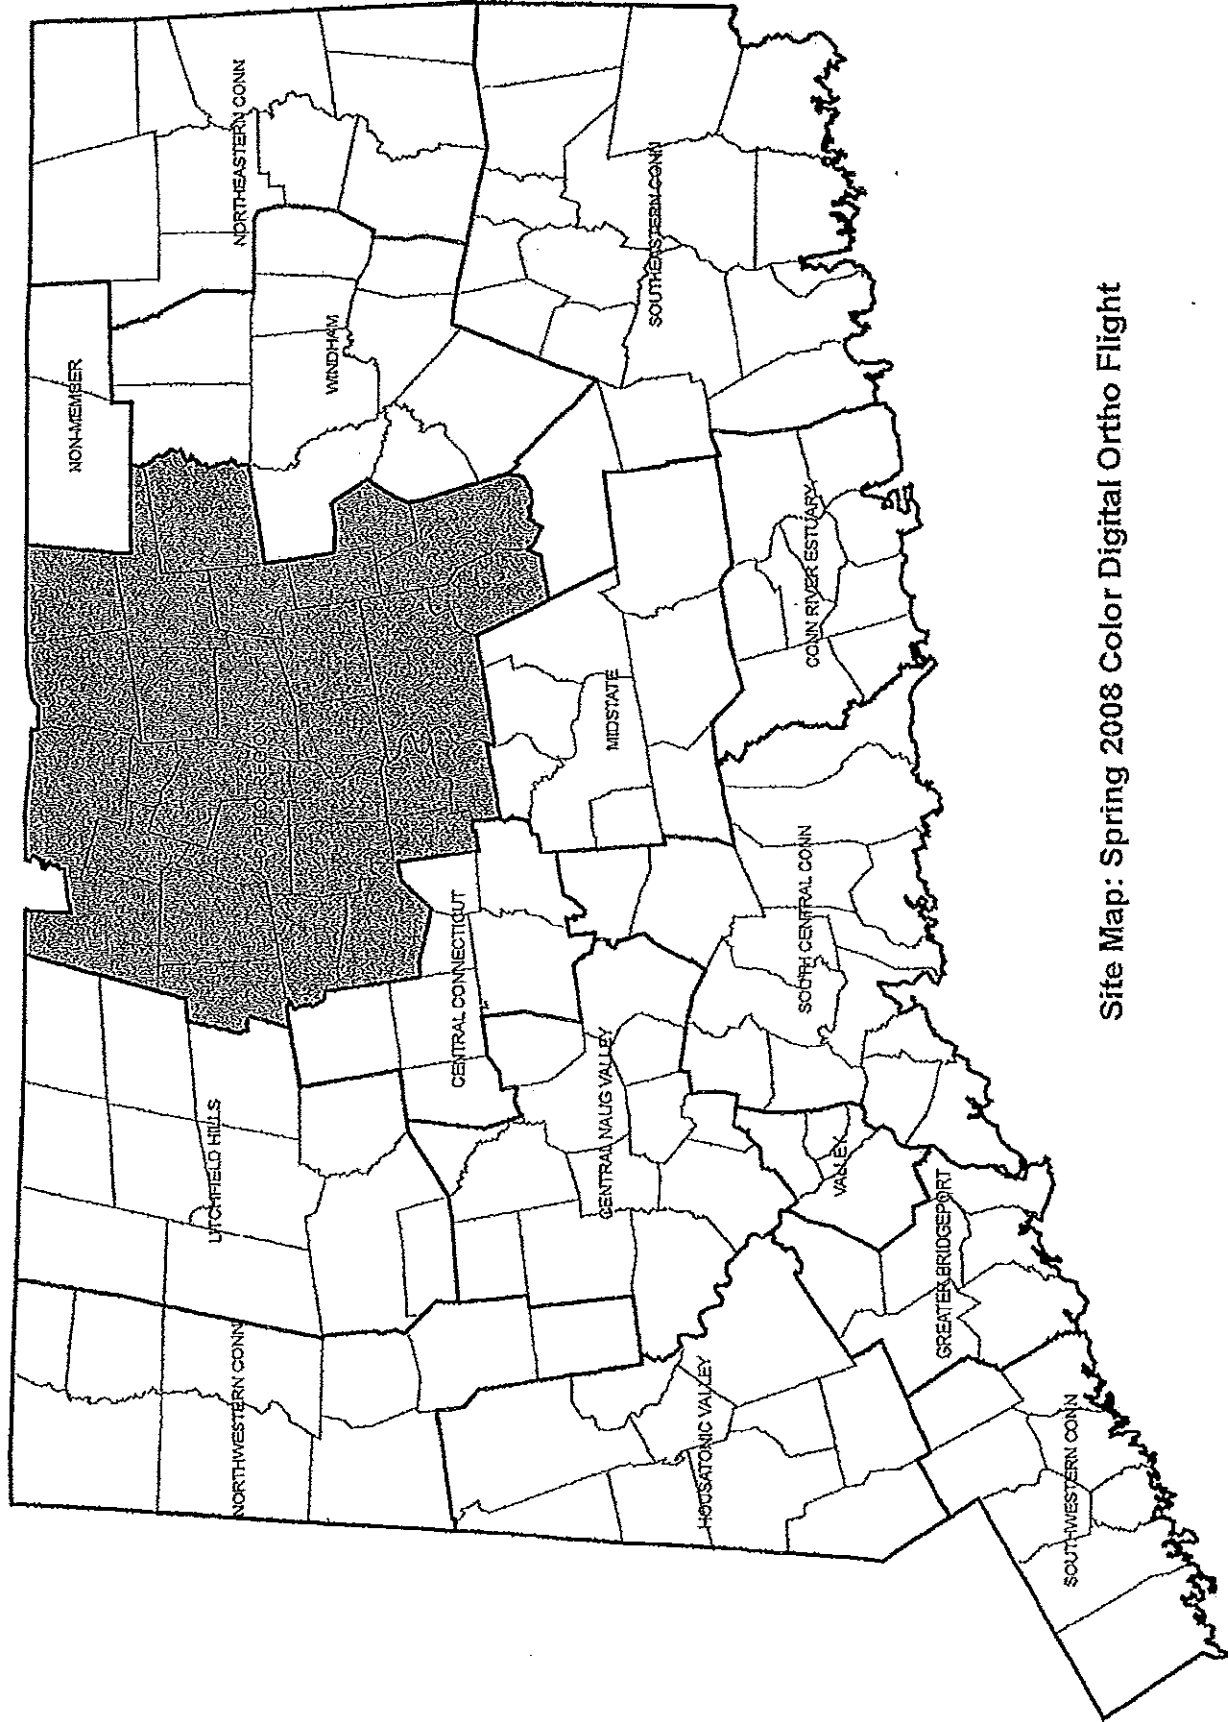 NON-MEMBER
NORTHEASTERN CONN
WINDHAM
LITCHFIELD HILLS
NORTHWESTERN CONN
CENTRAL CONNECTICUT
SOUTHEASTERN CONN
MIDSTATE
CENTRAL NAUG VALLEY
HOUSATONIC VALLEY
CONN RIVER ESTUARY
SOUTH CENTRAL CONN
VALLEY
GREATER BRIDGEPORT
SOUTHWESTERN CONN
Site Map: Spring 2008 Color Digital Ortho Flight